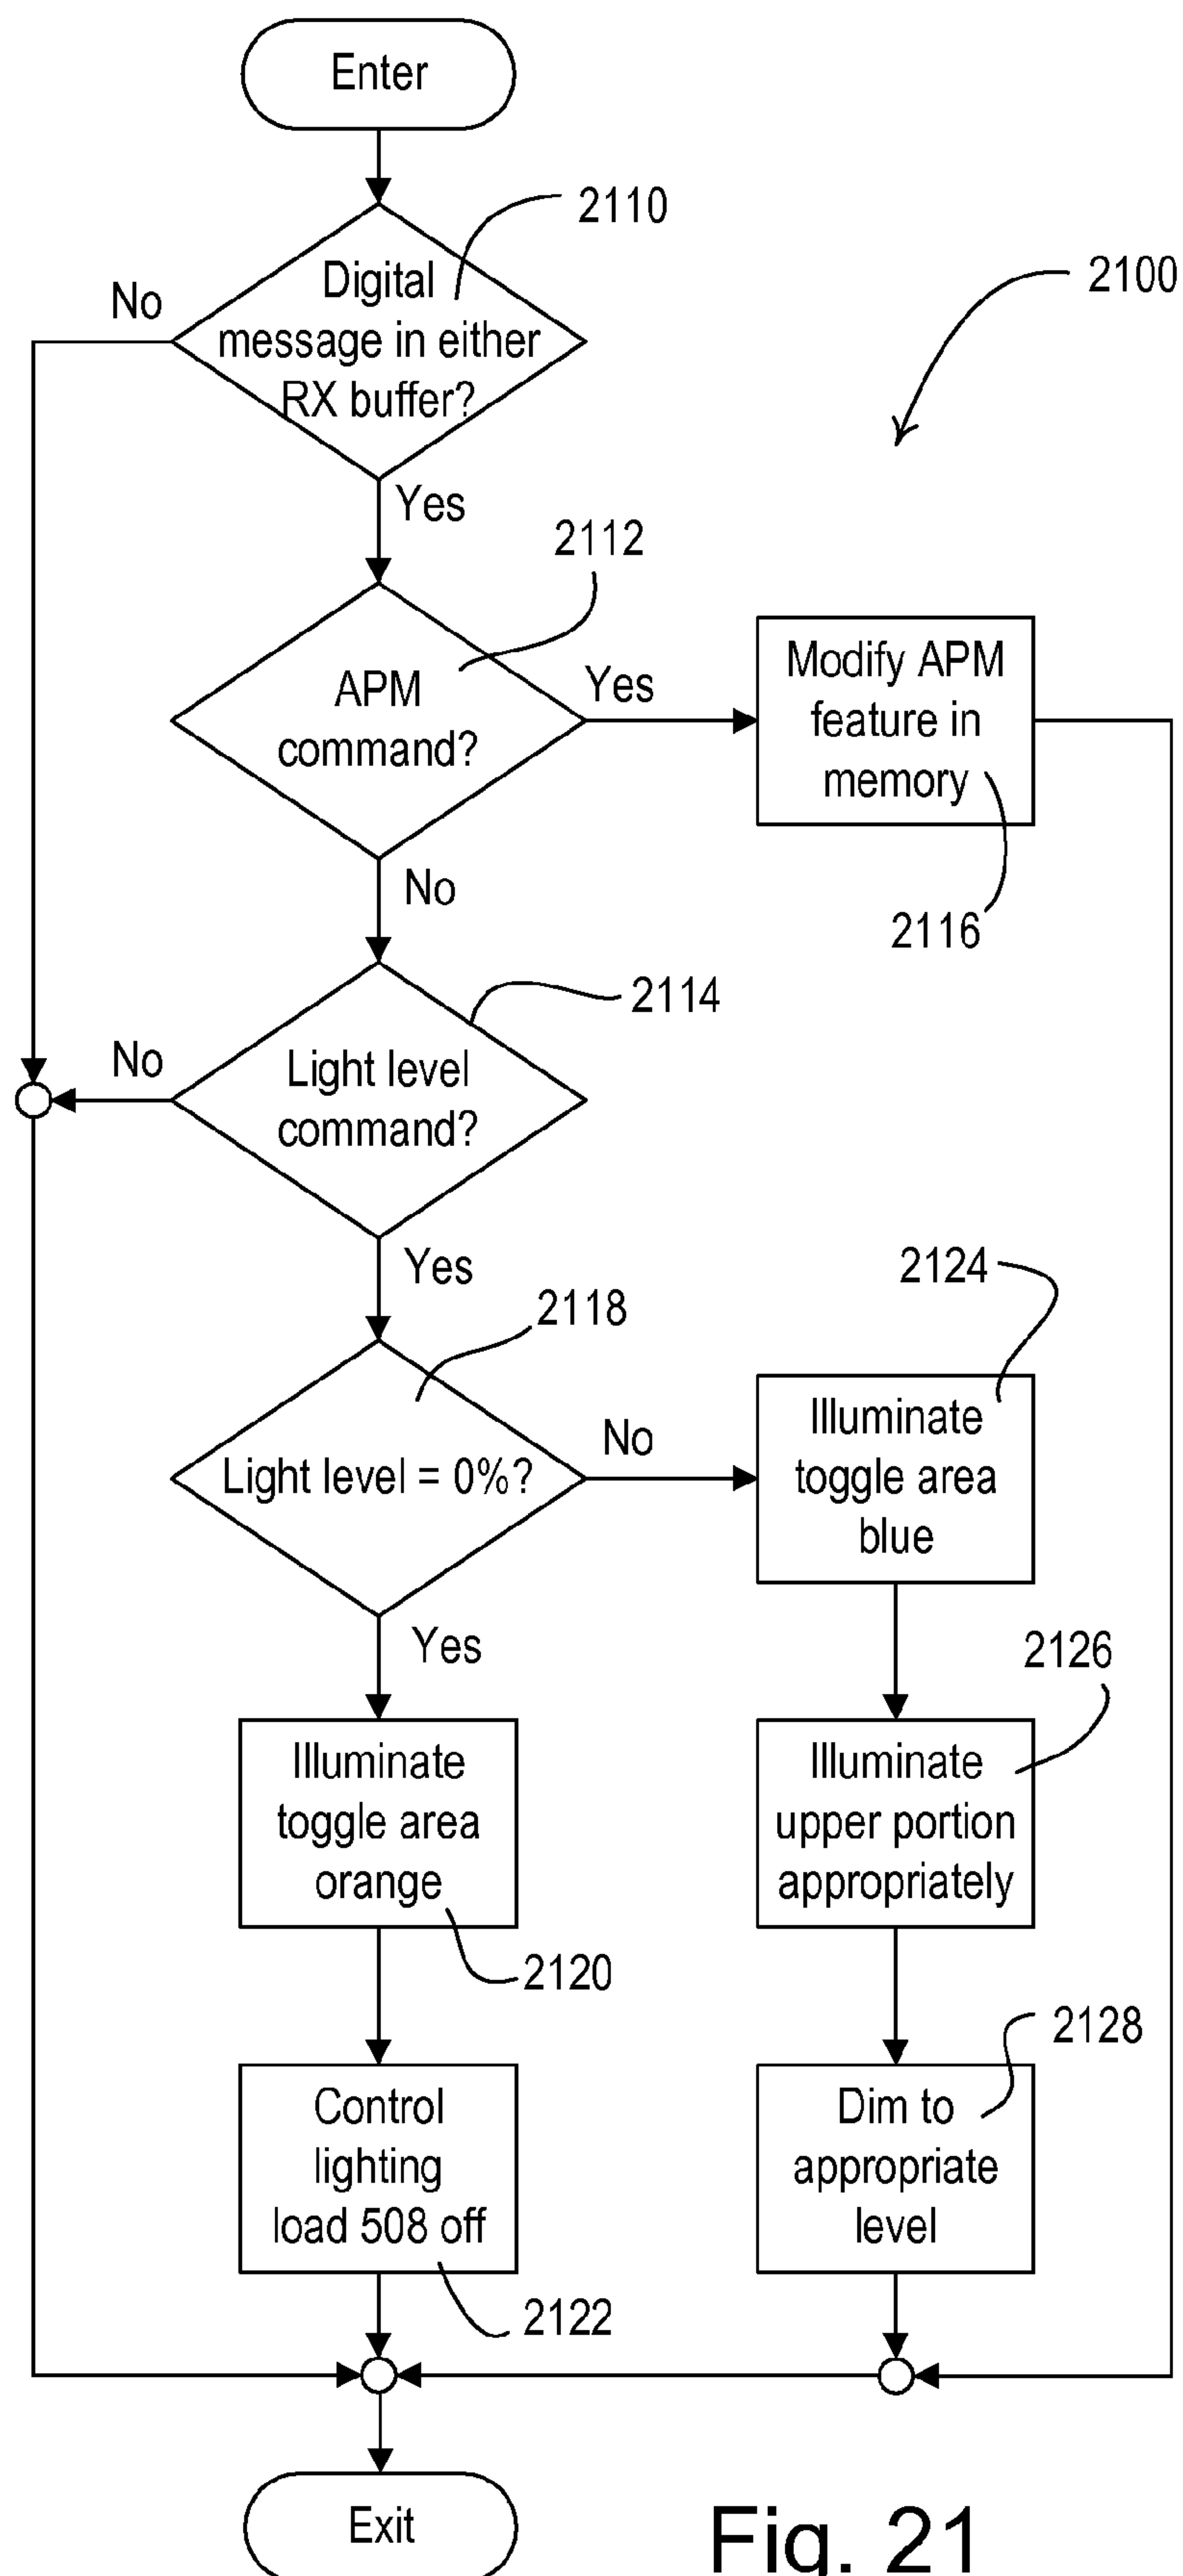 Enter
2110
Digital
message in either
RX buffer?
No
2100
Yes
2112
APM
command?
Yes
Modify APM
feature in
memory
2116
No
2114
Light level
command?
No
Yes
2118
Light level = 0%?
No
2124
Illuminate
toggle area
blue
Yes
2126
Illuminate
toggle area
orange
2120
Illuminate
upper portion
appropriately
2128
Control
lighting
load 508 off
2122
Dim to
appropriate
level
Exit
Fig. 21